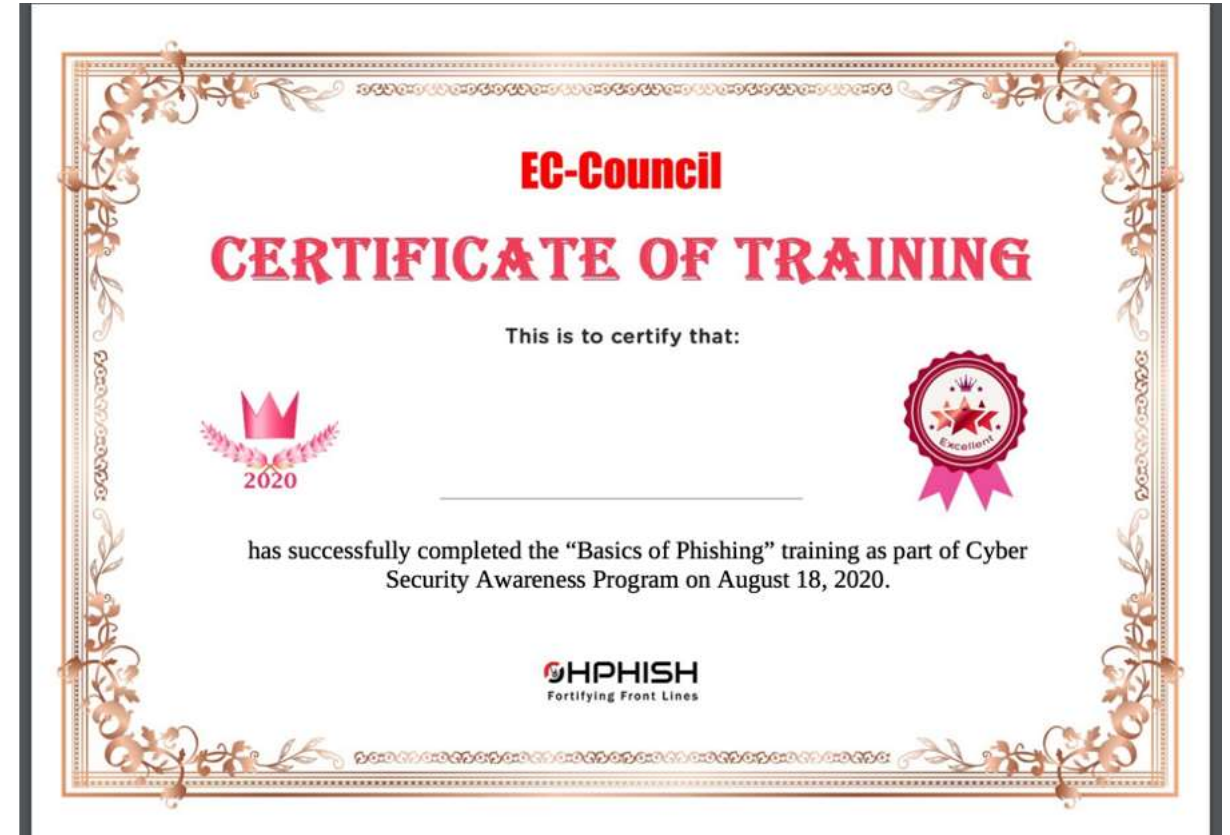 EC-Council
CERTIFICATE OF TRAINING
This is to certify that:
2020
Excellent
has successfully completed the “Basics of Phishing” training as part of Cyber
Security Awareness Program on August 18, 2020.
OHPHISH
Fortifying Front Lines